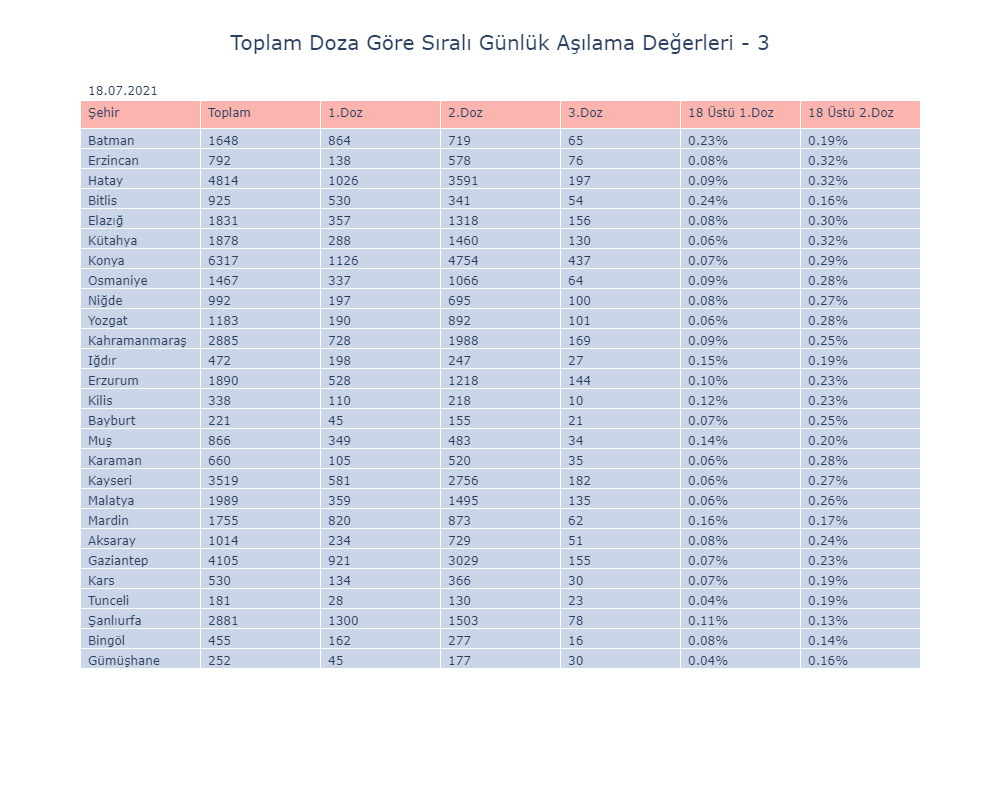 Toplam Doza Göre Sıralı Günlük Aşılama Değerleri - 3
18.07.2021
Şehir Toplam 1.Doz 2.Doz 3.Doz 18 Üstü 1.Doz 18 Üstü 2.Doz
Batman 1648 864 719 65 0.23% 0.19%
Erzincan 792 138 578 76 0.08% 0.32%
Hatay 4814 1026 3591 197 0.09% 0.32%
Bitlis 925 530 341 54 0.24% 0.16%
Elazığ 1831 357 1318 156 0.08% 0.30%
Kütahya 1878 288 1460 130 0.06% 0.32%
Konya 6317 1126 4754 437 0.07% 0.29%
Osmaniye 1467 337 1066 64 0.09% 0.28%
Niğde 992 197 695 100 0.08% 0.27%
Yozgat 1183 190 892 101 0.06% 0.28%
Kahramanmaraş 2885 728 1988 169 0.09% 0.25%
Iğdır 472 198 247 27 0.15% 0.19%
Erzurum 1890 528 1218 144 0.10% 0.23%
Kilis 338 110 218 10 0.12% 0.23%
Bayburt 221 45 155 21 0.07% 0.25%
Muş 866 349 483 34 0.14% 0.20%
Karaman 660 105 520 35 0.06% 0.28%
Kayseri 3519 581 2756 182 0.06% 0.27%
Malatya 1989 359 1495 135 0.06% 0.26%
Mardin 1755 820 873 62 0.16% 0.17%
Aksaray 1014 234 729 51 0.08% 0.24%
Gaziantep 4105 921 3029 155 0.07% 0.23%
Kars 530 134 366 30 0.07% 0.19%
Tunceli 181 28 130 23 0.04% 0.19%
Şanlıurfa 2881 1300 1503 78 0.11% 0.13%
Bingöl 455 162 277 16 0.08% 0.14%
Gümüşhane 252 45 177 30 0.04% 0.16%